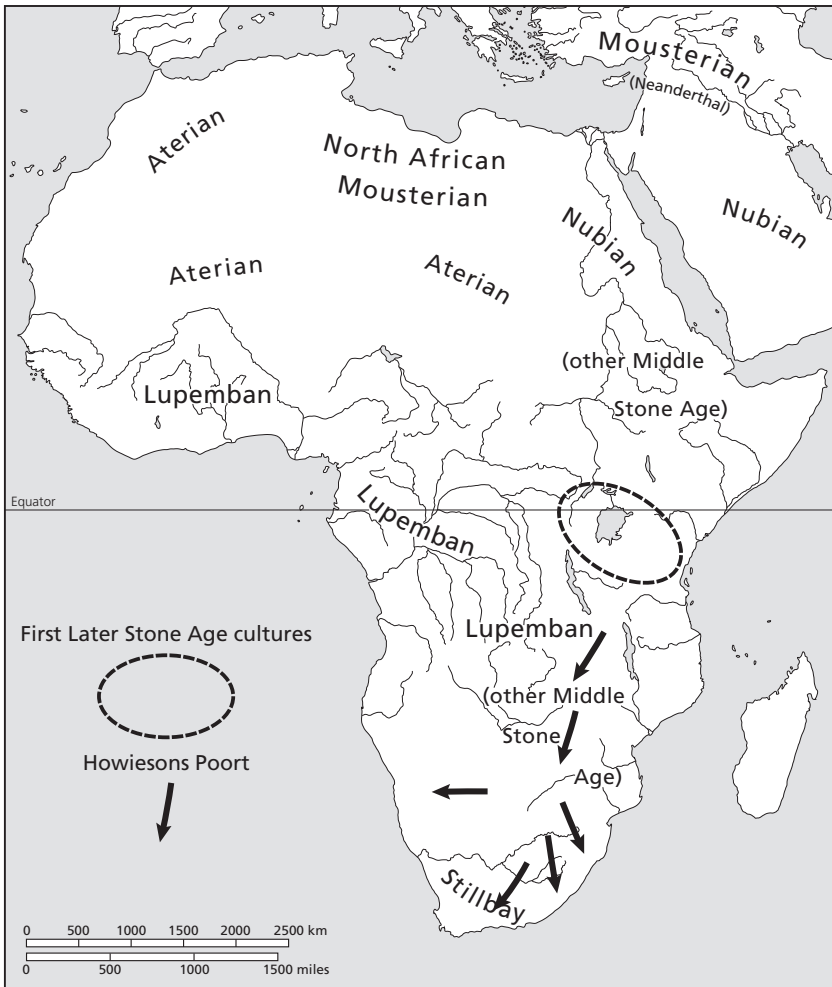 Mousterian
(Neanderthal)
Aterian
North African
Mousterian
Nubian
Nubian
Aterian
Aterian
(other Middle
Stone Age)
Lupemban
Equator
Lupemban
First Later Stone Age cultures
Lupemban
(other Middle
Stone
Age)
Howiesons Poort
Stillbay
0 500 1000 1500 2000 2500 km
0 500 1000 1500 miles